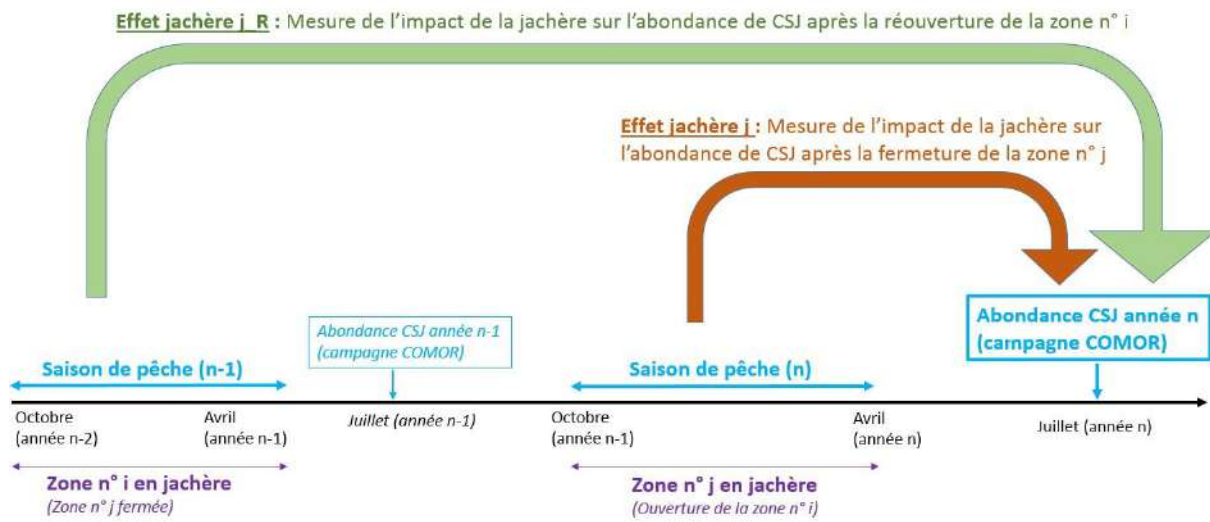 Effet jachère j_R : Mesure de l'impact de la jachère sur l'abondance de CSJ après la réouverture de la zone n° i
Effet jachère j : Mesure de l'impact de la jachère sur
l'abondance de CSJ après la fermeture de la zone n° j
Abondance CSJ année n-1
(campagne COMOR)
Abondance CSJ année n
(campagne COMOR)
Saison de pêche (n-1)
Saison de pêche (n)
Octobre
(année n-2)
Avril
(année n-1)
Juillet (année n-1)
Octobre
(année n-1)
Avril
(année n)
Juillet (année n)
Zone n° i en jachère
(Zone n° j fermée)
Zone n° j en jachère
(Ouverture de la zone n° i)